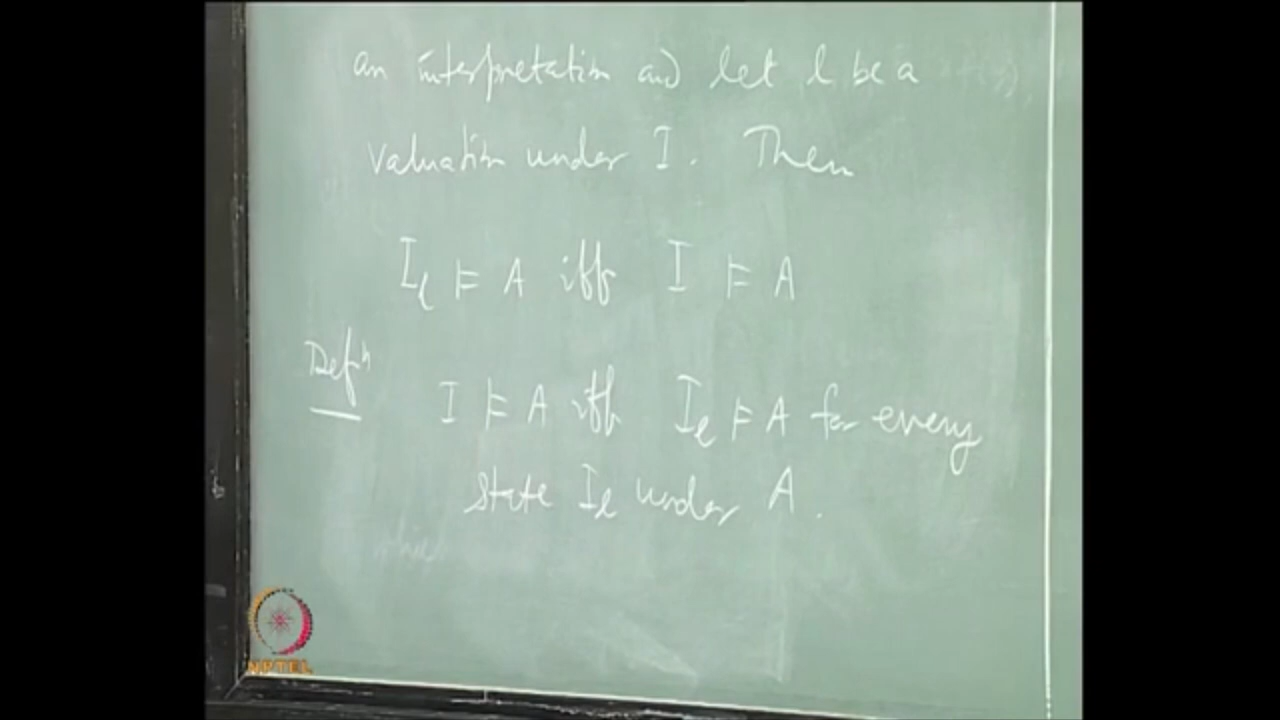 an interpretation and let l be a
valuation under I. Then
I_l ⊨ A iff I ⊨ A
Defⁿ
I ⊨ A iff I_l ⊨ A for every
state I_l under A.
NPTEL